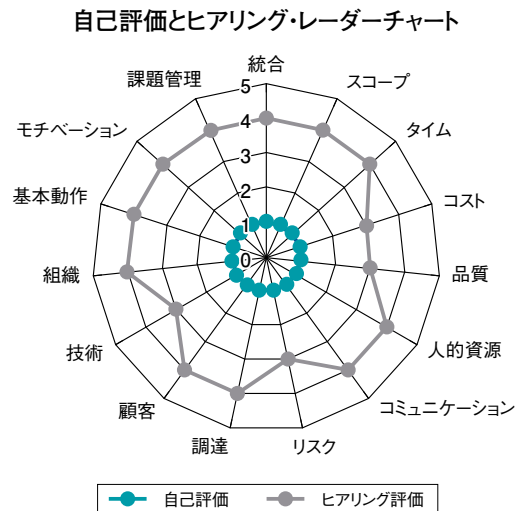 自己評価とヒアリング・レーダーチャート
統合
スコープ
タイム
コスト
品質
人的資源
コミュニケーション
リスク
調達
顧客
技術
組織
基本動作
モチベーション
課題管理
5
4
3
2
1
0
自己評価
ヒアリング評価